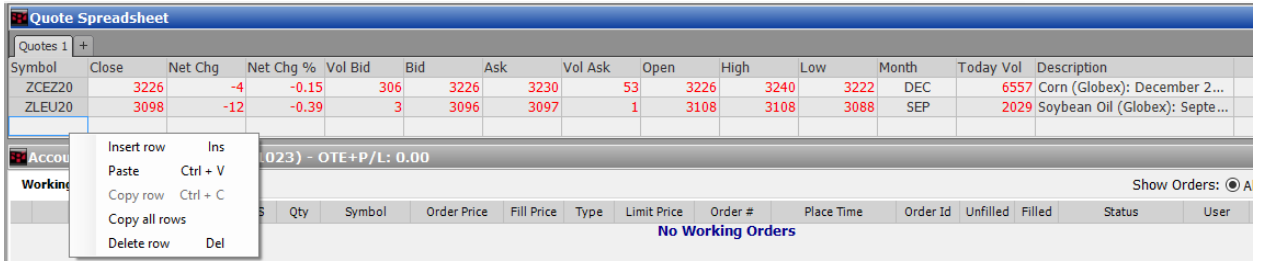 Quote Spreadsheet
Quotes 1 +
Symbol Close Net Chg Net Chg % Vol Bid Bid Ask Vol Ask Open High Low Month Today Vol Description
ZCEZ20 3226 -4 -0.15 306 3226 3230 53 3226 3240 3222 DEC 6557 Corn (Globex): December 2...
ZLEU20 3098 -12 -0.39 3 3096 3097 1 3108 3108 3088 SEP 2029 Soybean Oil (Globex): Septe...
Insert row Ins
Paste Ctrl + V
Copy row Ctrl + C
Copy all rows
Delete row Del
Accou 1023) - OTE+P/L: 0.00
Working Show Orders: A
S Qty Symbol Order Price Fill Price Type Limit Price Order # Place Time Order Id Unfilled Filled Status User
No Working Orders